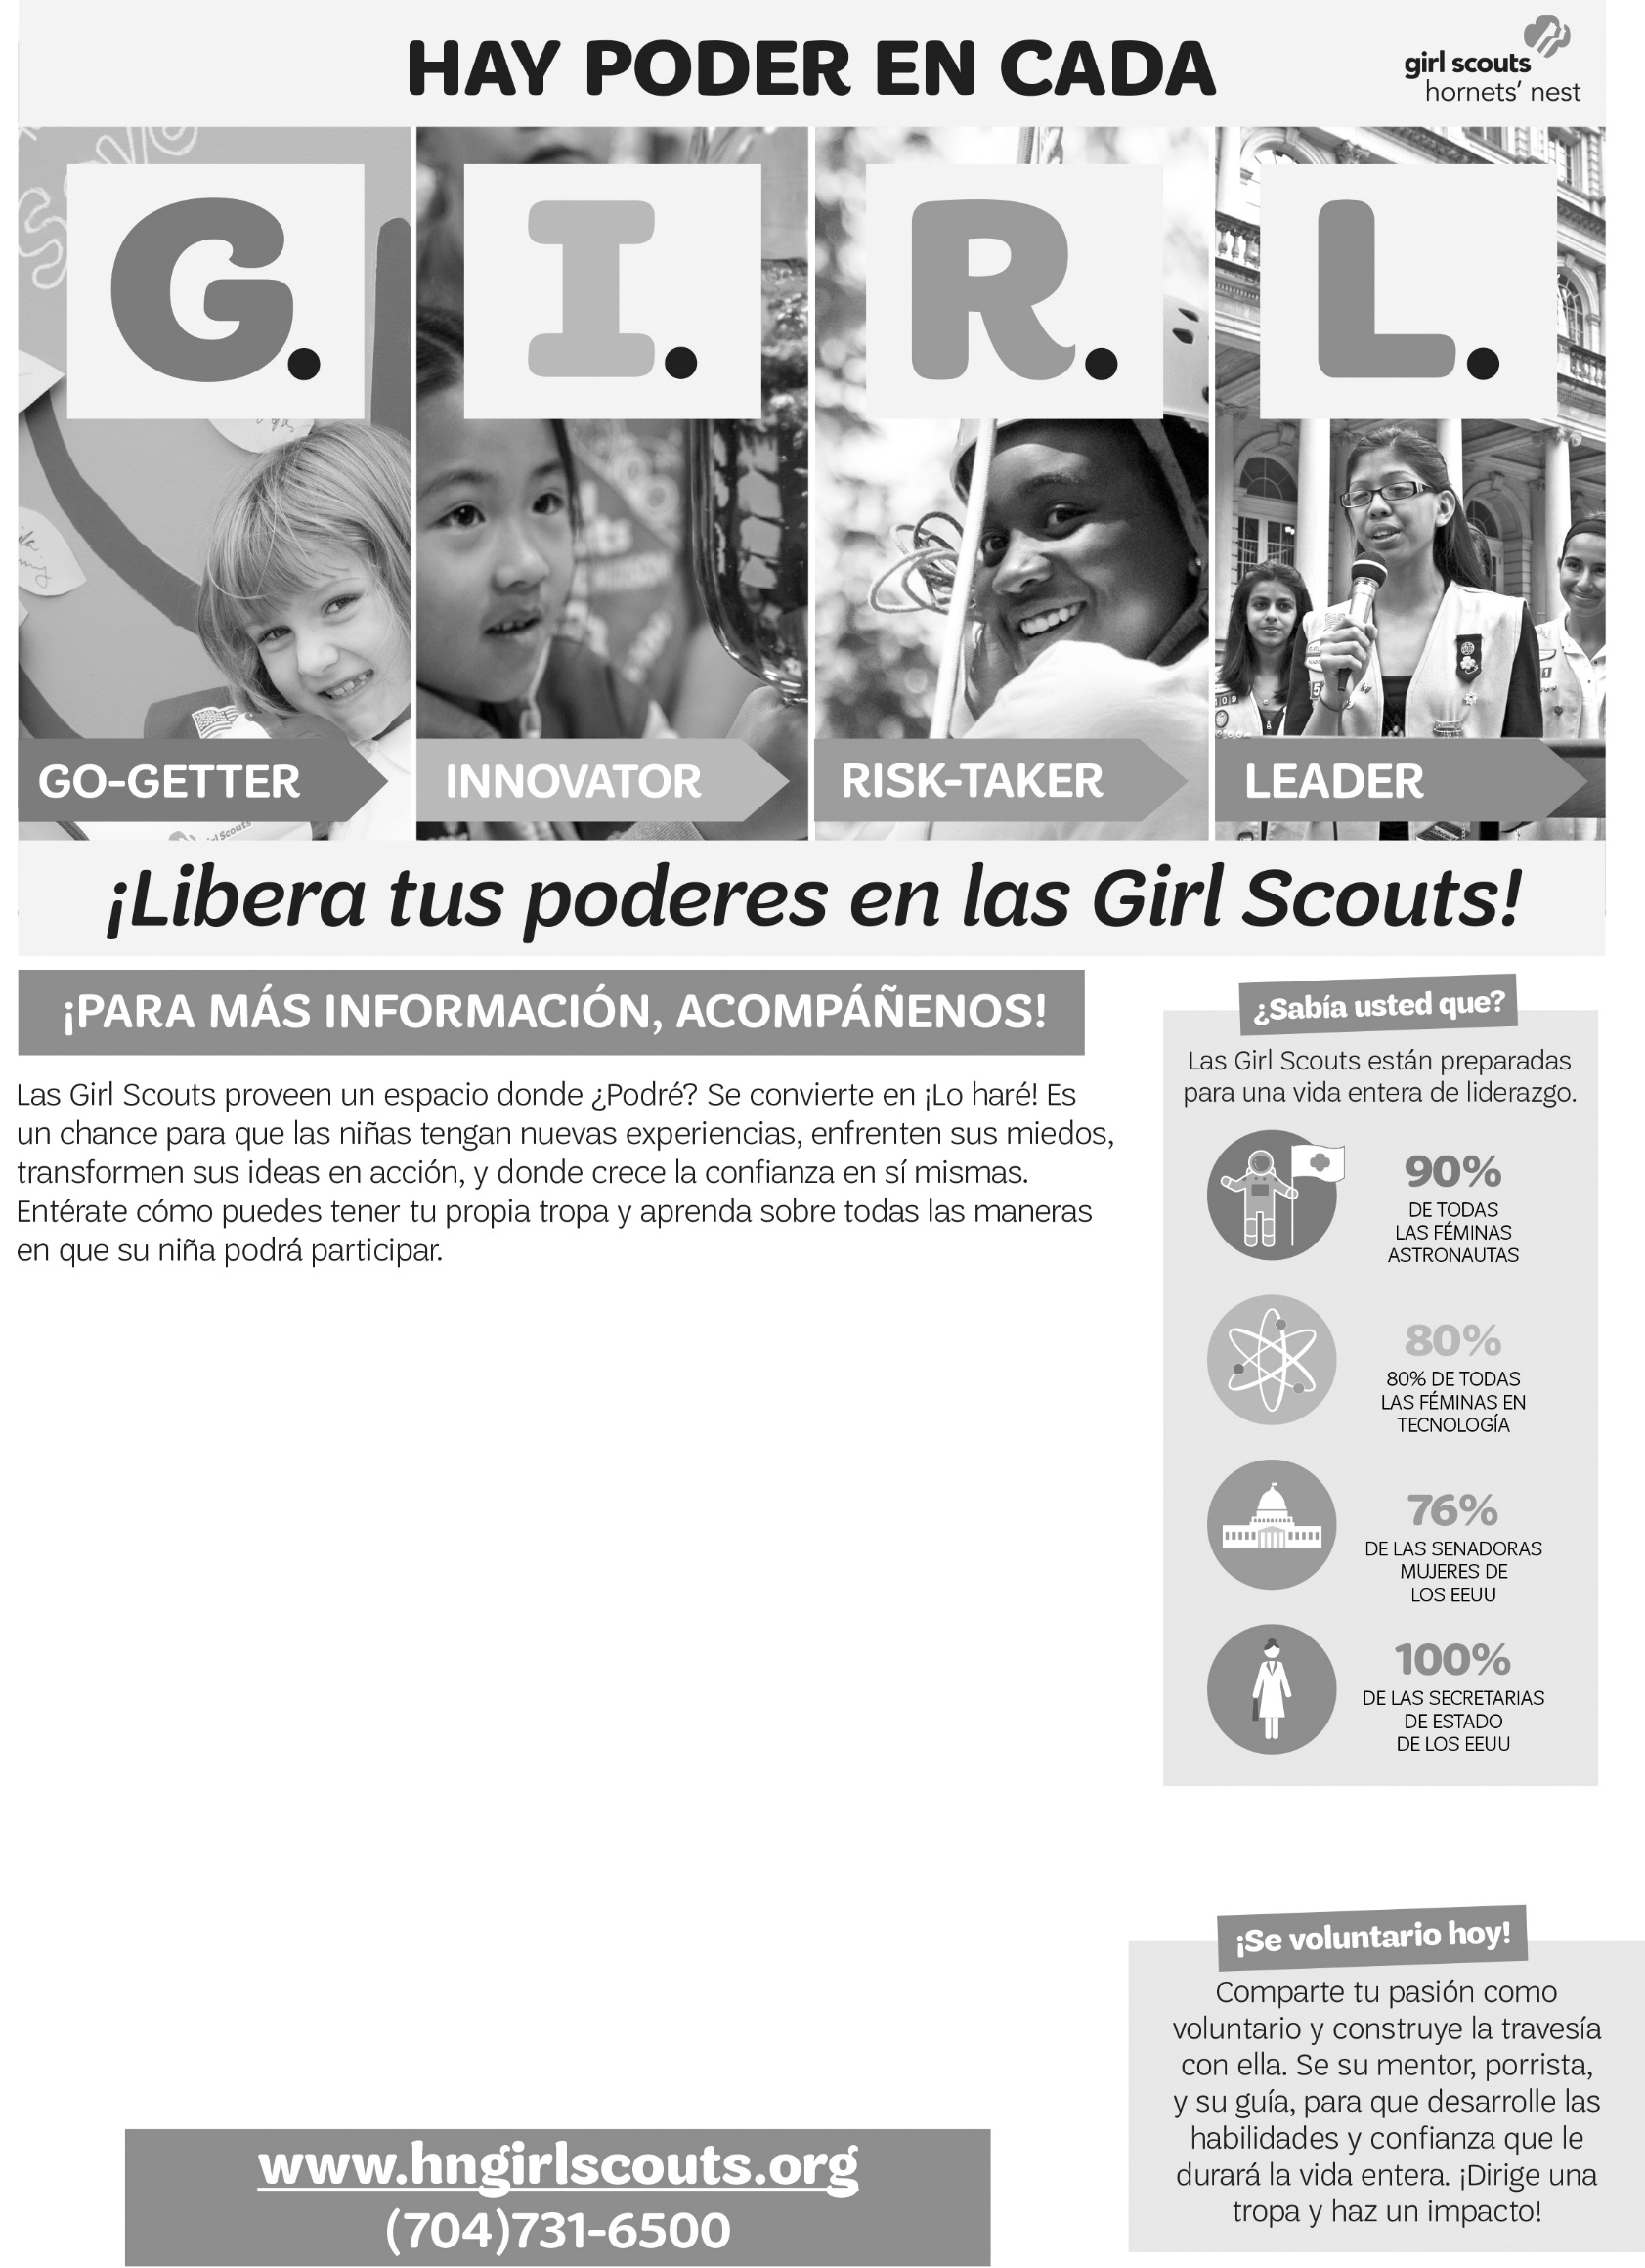 HAY PODER EN CADA
girl scouts
hornets' nest
G.
I.
R.
L.
GO-GETTER
INNOVATOR
RISK-TAKER
LEADER
¡Libera tus poderes en las Girl Scouts!
¡PARA MÁS INFORMACIÓN, ACOMPÁÑENOS!
Las Girl Scouts proveen un espacio donde ¿Podré? Se convierte en ¡Lo haré! Es
un chance para que las niñas tengan nuevas experiencias, enfrenten sus miedos,
transformen sus ideas en acción, y donde crece la confianza en sí mismas.
Entérate cómo puedes tener tu propia tropa y aprenda sobre todas las maneras
en que su niña podrá participar.
¿Sabía usted que?
Las Girl Scouts están preparadas
para una vida entera de liderazgo.
90%
DE TODAS
LAS FÉMINAS
ASTRONAUTAS
80%
80% DE TODAS
LAS FÉMINAS EN
TECNOLOGÍA
76%
DE LAS SENADORAS
MUJERES DE
LOS EEUU
100%
DE LAS SECRETARIAS
DE ESTADO
DE LOS EEUU
¡Se voluntario hoy!
Comparte tu pasión como
voluntario y construye la travesía
con ella. Se su mentor, porrista,
y su guía, para que desarrolle las
habilidades y confianza que le
durará la vida entera. ¡Dirige una
tropa y haz un impacto!
www.hngirlscouts.org
(704)731-6500